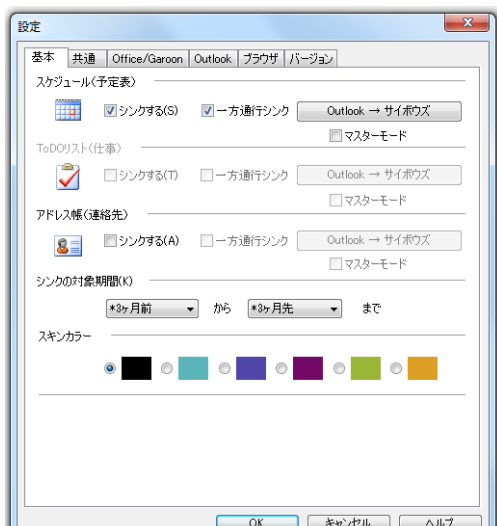 設定
基本 共通 Office/Garoon Outlook ブラウザ バージョン
スケジュール(予定表)
シンクする(S) 一方通行シンク Outlook → サイボウズ
マスターモード
ToDOリスト(仕事)
シンクする(T) 一方通行シンク Outlook → サイボウズ
マスターモード
アドレス帳(連絡先)
シンクする(A) 一方通行シンク Outlook → サイボウズ
マスターモード
シンクの対象期間(K)
*3ヶ月前 から *3ヶ月先 まで
スキンカラー
OK キャンセル ヘルプ